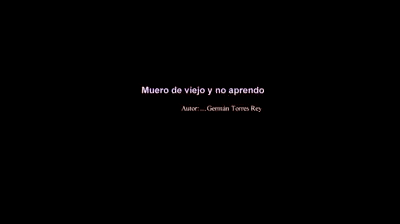 Muero de viejo y no aprendo
Autor:...Germán Torres Rey